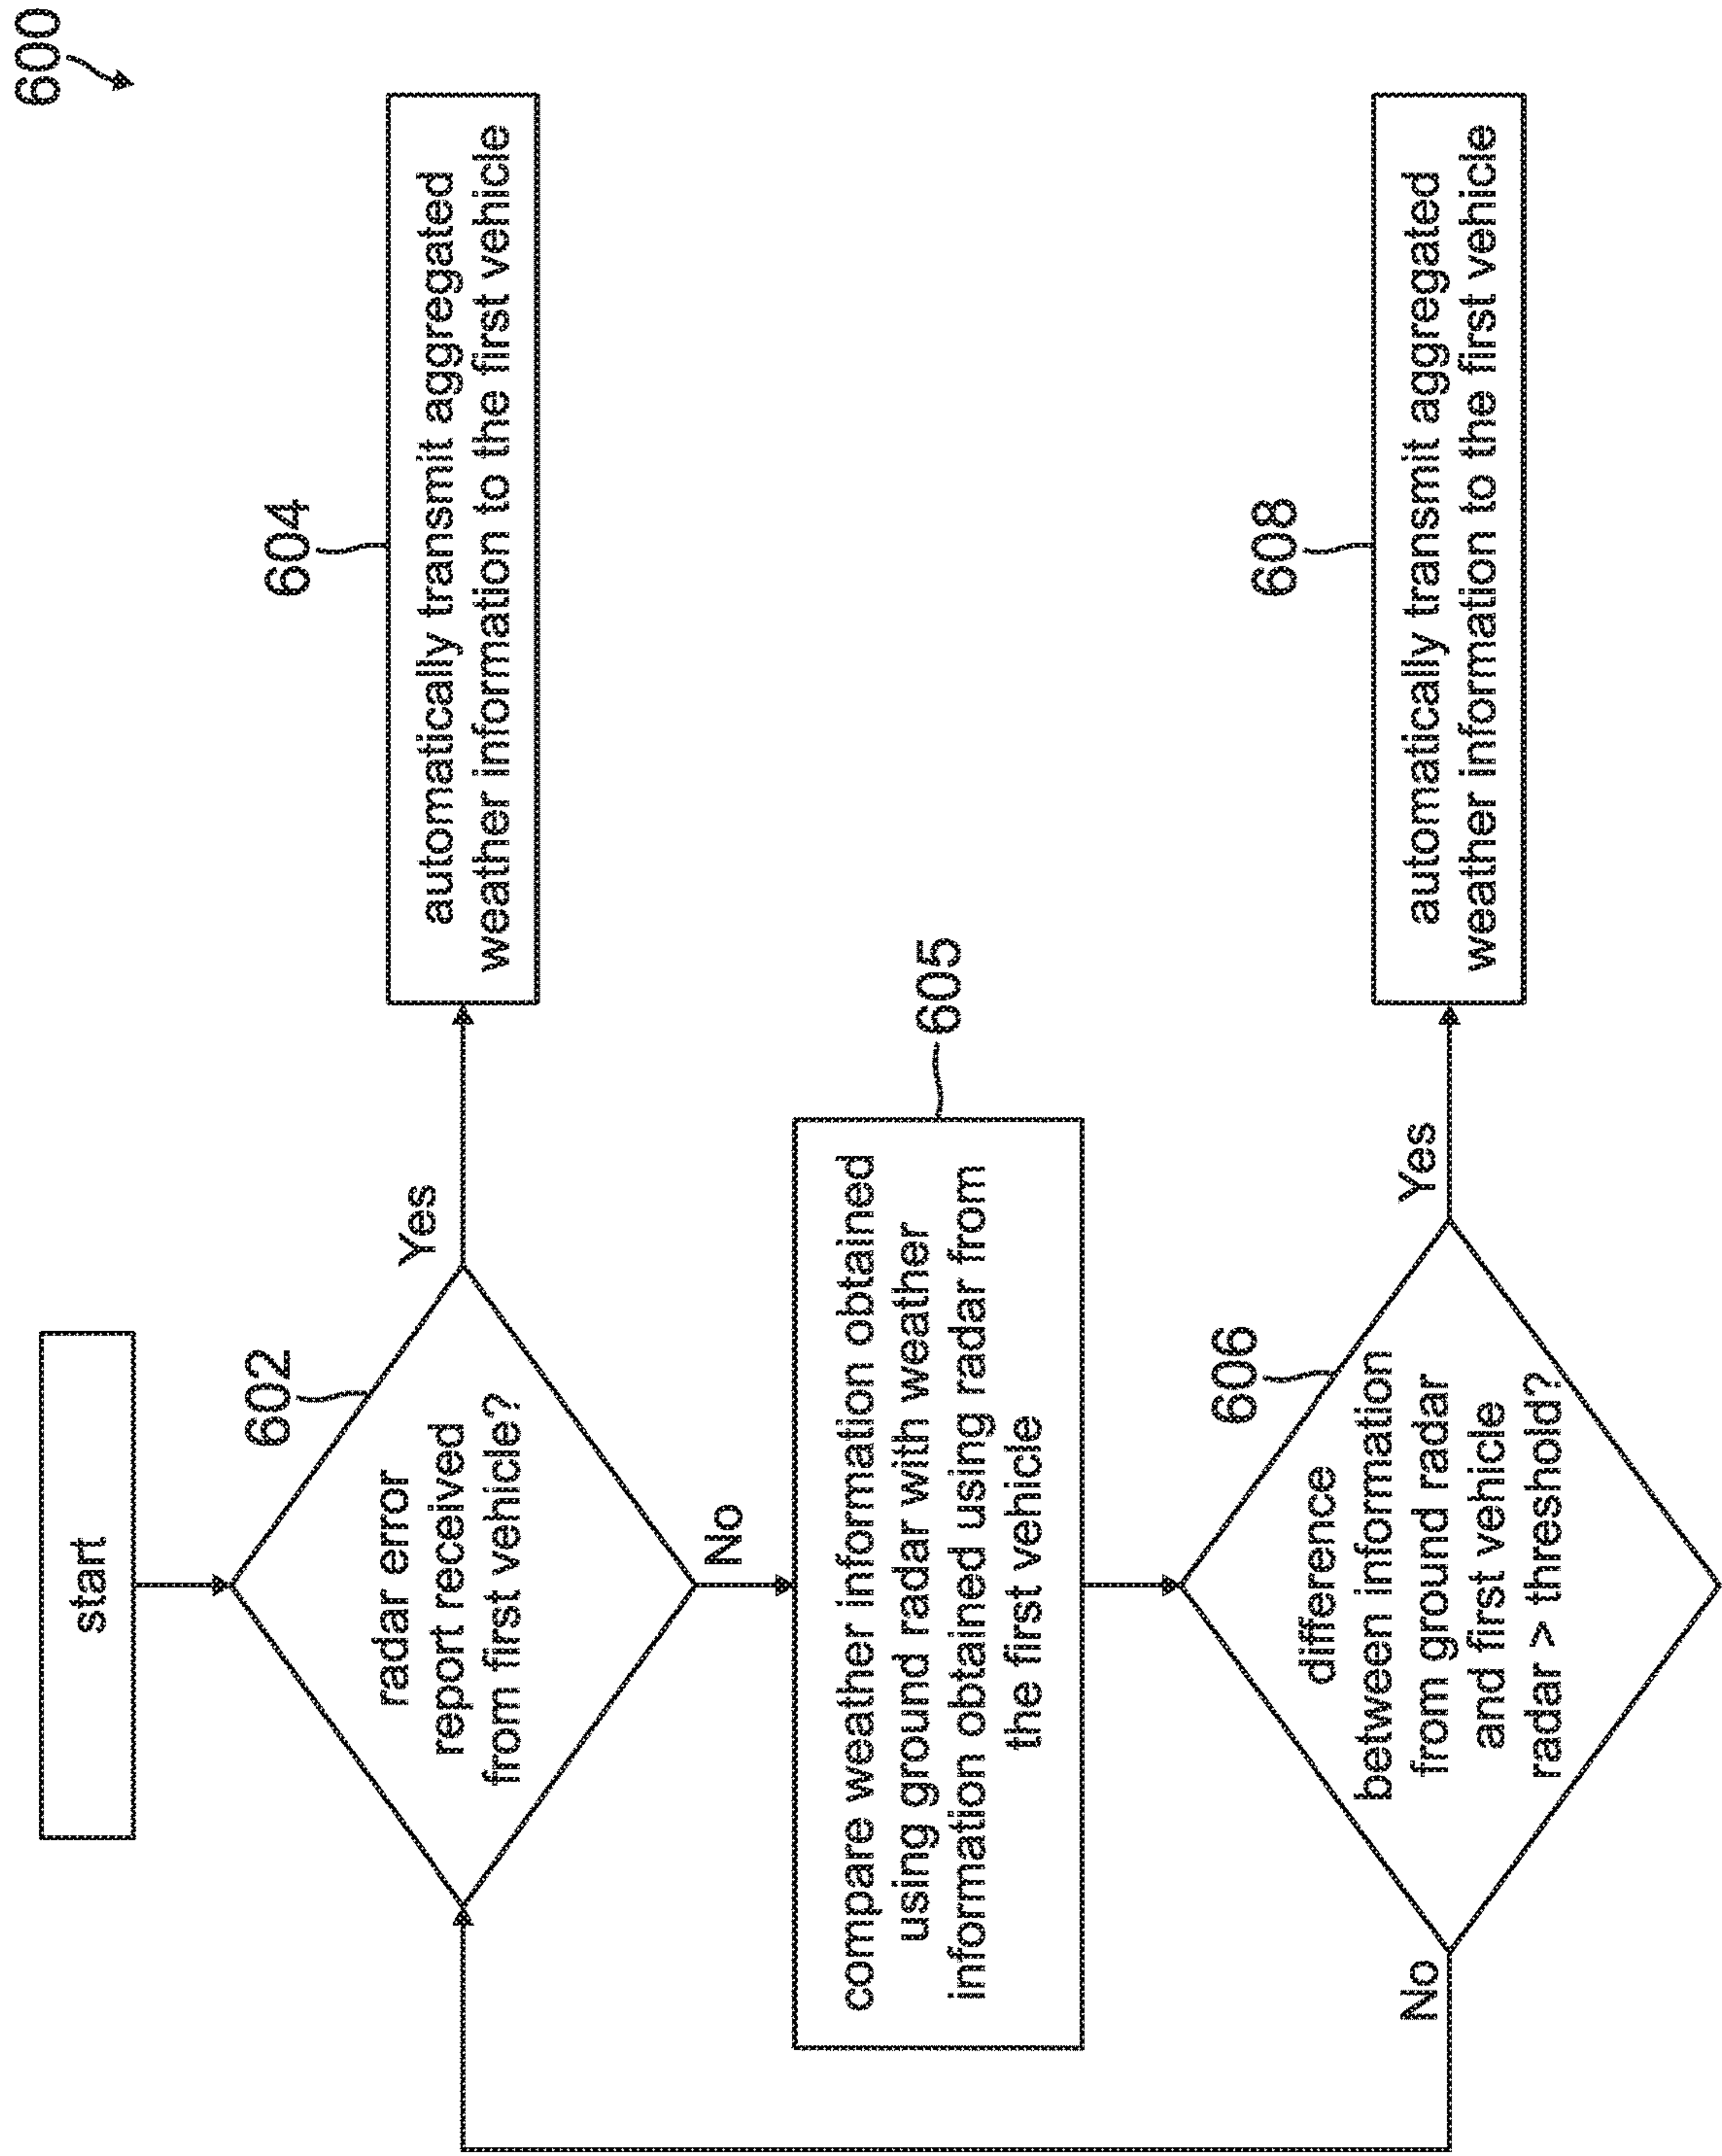 600
start
602
radar error
report received
from first vehicle?
Yes
604
automatically transmit aggregated
weather information to the first vehicle
No
605
compare weather information obtained
using ground radar with weather
information obtained using radar from
the first vehicle
606
difference
between information
from ground radar
and first vehicle
radar > threshold?
Yes
608
automatically transmit aggregated
weather information to the first vehicle
No